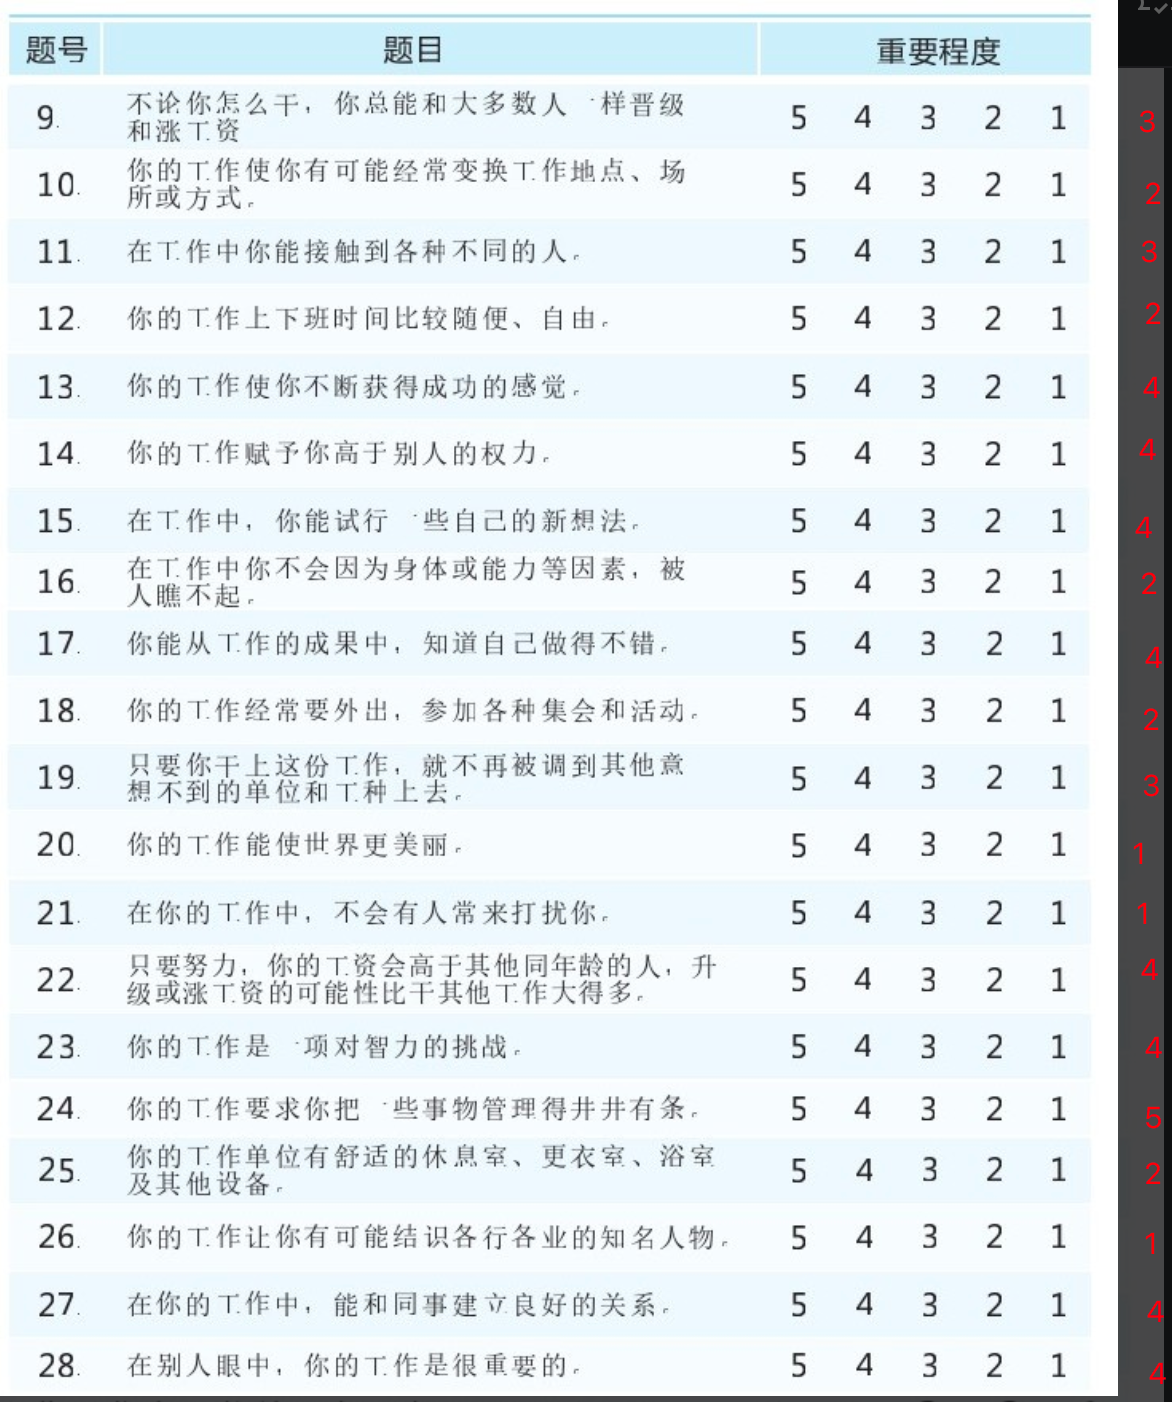 题号 题目 重要程度
9. 不论你怎么干，你总能和大多数人一样晋级 5 4 3 2 1 3
和涨工资
10. 你的工作使你有可能经常变换工作地点、场 5 4 3 2 1 2
所或方式。
11. 在工作中你能接触到各种不同的人。 5 4 3 2 1 3
12. 你的工作上下班时间比较随便、自由。 5 4 3 2 1 2
13. 你的工作使你不断获得成功的感觉。 5 4 3 2 1 4
14. 你的工作赋予你高于别人的权力。 5 4 3 2 1 4
15. 在工作中，你能试行一些自己的新想法。 5 4 3 2 1 4
16. 在工作中你不会因为身体或能力等因素，被 5 4 3 2 1 2
人瞧不起。
17. 你能从工作的成果中，知道自己做得不错。 5 4 3 2 1 4
18. 你的工作经常要外出，参加各种集会和活动。 5 4 3 2 1 2
19. 只要你干上这份工作，就不再被调到其他意 5 4 3 2 1 3
想不到的单位和工种上去。
20. 你的工作能使世界更美丽。 5 4 3 2 1 1
21. 在你的工作中，不会有人常来打扰你。 5 4 3 2 1 1
22. 只要努力，你的工资会高于其他同年龄的人，升 5 4 3 2 1 4
级或涨工资的可能性比干其他工作大得多。
23. 你的工作是一项对智力的挑战。 5 4 3 2 1 4
24. 你的工作要求你把一些事物管理得井井有条。 5 4 3 2 1 5
25. 你的工作单位有舒适的休息室、更衣室、浴室 5 4 3 2 1 2
及其他设备。
26. 你的工作让你有可能结识各行各业的知名人物。 5 4 3 2 1 1
27. 在你的工作中，能和同事建立良好的关系。 5 4 3 2 1 4
28. 在别人眼中，你的工作是很重要的。 5 4 3 2 1 4